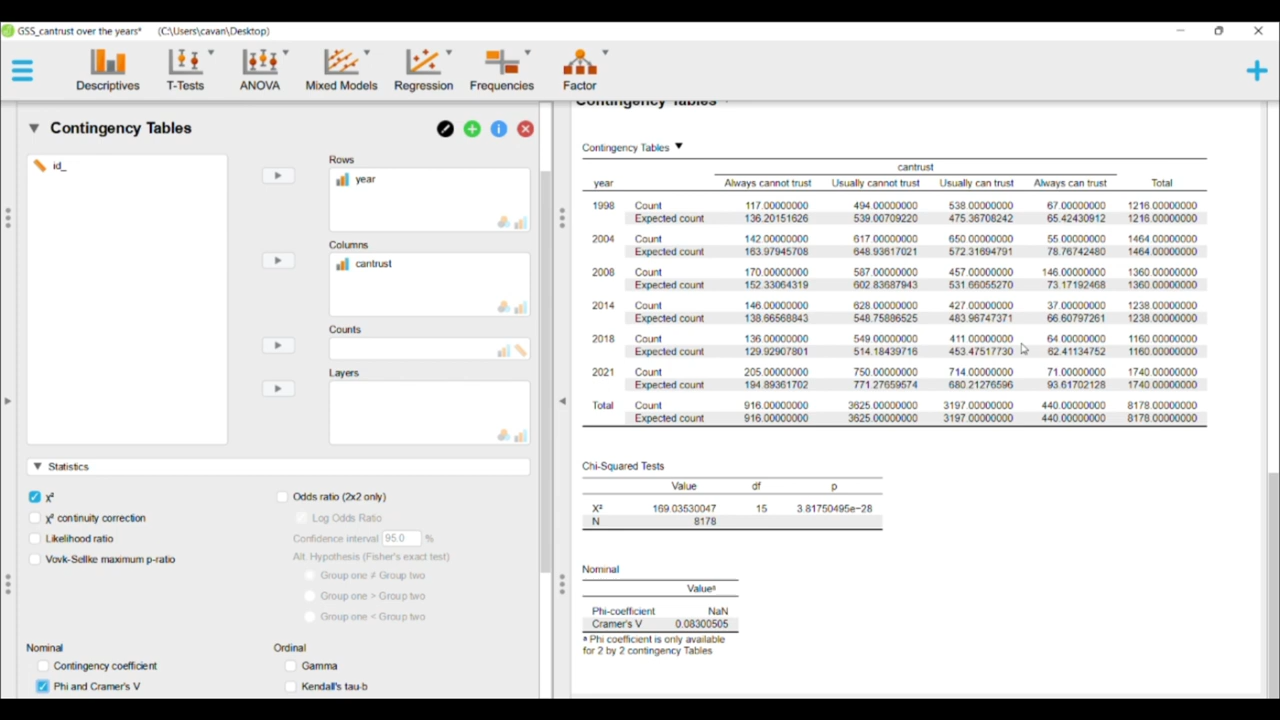 GSS_cantrust over the years* (C:\Users\cavan\Desktop)
Descriptives T-Tests ANOVA Mixed Models Regression Frequencies Factor
Contingency Tables
id_
Rows
year
Columns
cantrust
Counts
Layers
Statistics
χ²
χ² continuity correction
Likelihood ratio
Vovk-Sellke maximum p-ratio
Odds ratio (2x2 only)
Log Odds Ratio
Confidence interval 95.0 %
Alt. Hypothesis (Fisher's exact test)
Group one ≠ Group two
Group one > Group two
Group one < Group two
Nominal
Contingency coefficient
Phi and Cramer's V
Ordinal
Gamma
Kendall's tau-b
Contingency Tables
Contingency Tables ▼
cantrust
year Always cannot trust Usually cannot trust Usually can trust Always can trust Total
1998 Count 117.00000000 494.00000000 538.00000000 67.00000000 1216.00000000
Expected count 136.20151626 539.00709220 475.36708242 65.42430912 1216.00000000
2004 Count 142.00000000 617.00000000 650.00000000 55.00000000 1464.00000000
Expected count 163.97945708 648.93617021 572.31694791 78.76742480 1464.00000000
2008 Count 170.00000000 587.00000000 457.00000000 146.00000000 1360.00000000
Expected count 152.33064319 602.83687943 531.66055270 73.17192468 1360.00000000
2014 Count 146.00000000 628.00000000 427.00000000 37.00000000 1238.00000000
Expected count 138.66568843 548.75886525 483.96747371 66.60797261 1238.00000000
2018 Count 136.00000000 549.00000000 411.00000000 64.00000000 1160.00000000
Expected count 129.92907801 514.18439716 453.47517730 62.41134752 1160.00000000
2021 Count 205.00000000 750.00000000 714.00000000 71.00000000 1740.00000000
Expected count 194.89361702 771.27659574 680.21276596 93.61702128 1740.00000000
Total Count 916.00000000 3625.00000000 3197.00000000 440.00000000 8178.00000000
Expected count 916.00000000 3625.00000000 3197.00000000 440.00000000 8178.00000000
Chi-Squared Tests
Value df p
X² 169.03530047 15 3.81750495e-28
N 8178
Nominal
Valueᵃ
Phi-coefficient NaN
Cramer's V 0.08300505
ᵃ Phi coefficient is only available
for 2 by 2 contingency Tables